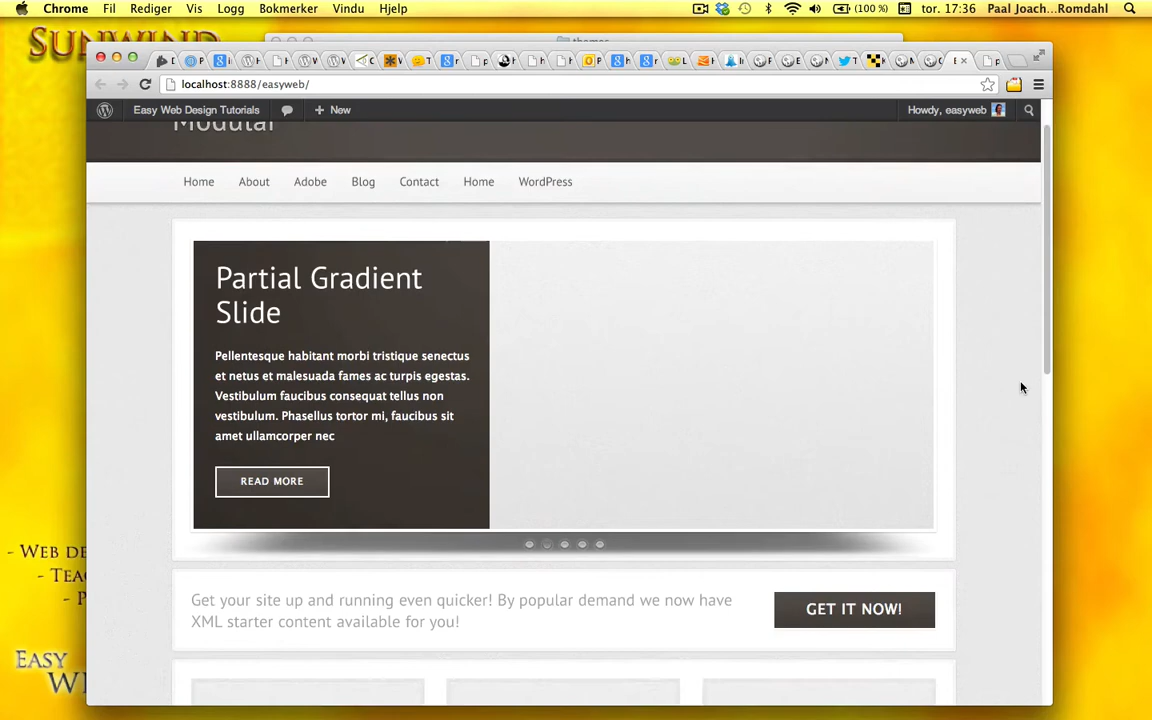 Chrome Fil Rediger Vis Logg Bokmerker Vindu Hjelp (100 %) tor. 17:36 Paal Joach...Romdahl
SUNWIND
themes
localhost:8888/easyweb/
Easy Web Design Tutorials + New Howdy, easyweb
Modular
Home About Adobe Blog Contact Home WordPress
Partial Gradient
Slide
Pellentesque habitant morbi tristique senectus
et netus et malesuada fames ac turpis egestas.
Vestibulum faucibus consequat tellus non
vestibulum. Phasellus tortor mi, faucibus sit
amet ullamcorper nec
READ MORE
Get your site up and running even quicker! By popular demand we now have
XML starter content available for you!
GET IT NOW!
- WEB DE
- TEA
- P
EASY
WE